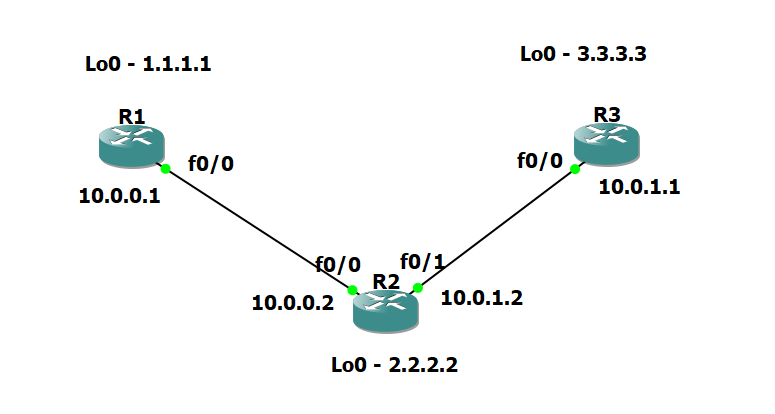 Lo0 - 3.3.3.3
Lo0 - 1.1.1.1
R1
R3
f0/0
f0/0
10.0.0.1
10.0.1.1
f0/0
f0/1
R2
10.0.0.2
10.0.1.2
Lo0 - 2.2.2.2